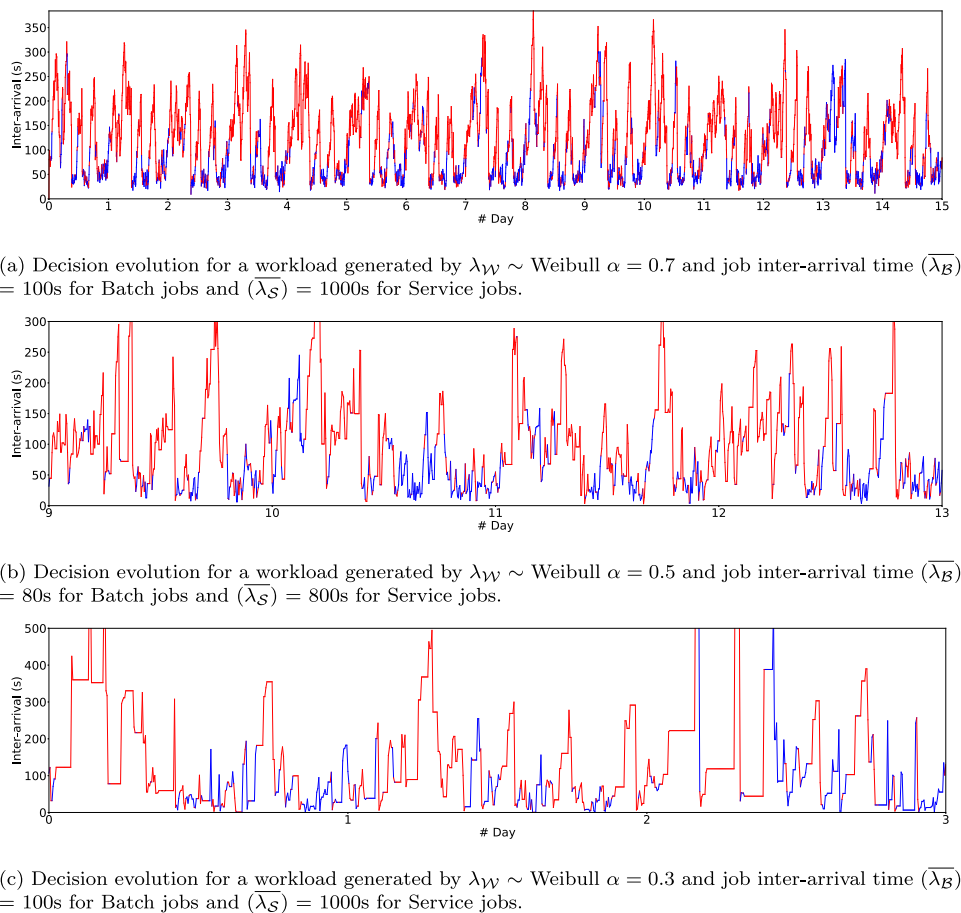 350
300
250
200
150
100
50
0
Inter-arrival (s)
0 1 2 3 4 5 6 7 8 9 10 11 12 13 14 15
# Day
(a) Decision evolution for a workload generated by λ𝒲 ∼ Weibull α = 0.7 and job inter-arrival time (λℬ)
= 100s for Batch jobs and (λ𝒮) = 1000s for Service jobs.
300
250
200
150
100
50
0
Inter-arrival (s)
9 10 11 12 13
# Day
(b) Decision evolution for a workload generated by λ𝒲 ∼ Weibull α = 0.5 and job inter-arrival time (λℬ)
= 80s for Batch jobs and (λ𝒮) = 800s for Service jobs.
500
400
300
200
100
0
Inter-arrival (s)
0 1 2 3
# Day
(c) Decision evolution for a workload generated by λ𝒲 ∼ Weibull α = 0.3 and job inter-arrival time (λℬ)
= 100s for Batch jobs and (λ𝒮) = 1000s for Service jobs.